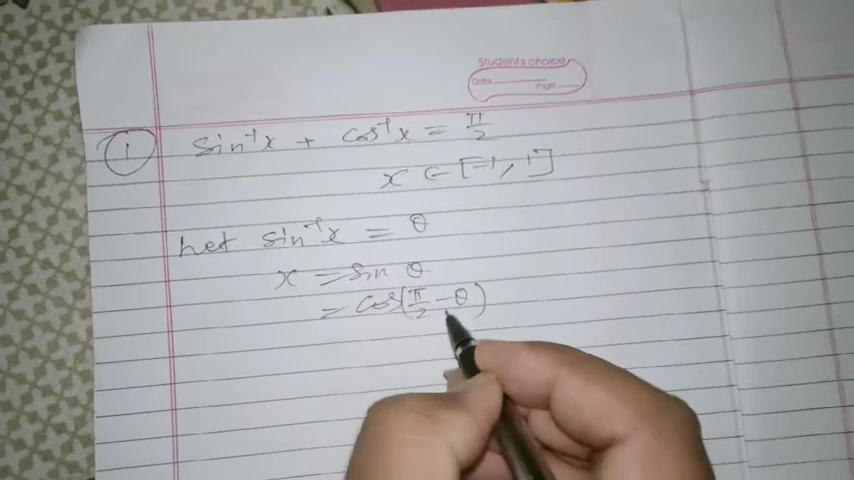 Students choice
Date Page
1 sin⁻¹x + cos⁻¹x = π/2
x ∈ [-1, 1]
Let sin⁻¹x = θ
x = sin θ
= cos(π/2 - θ)